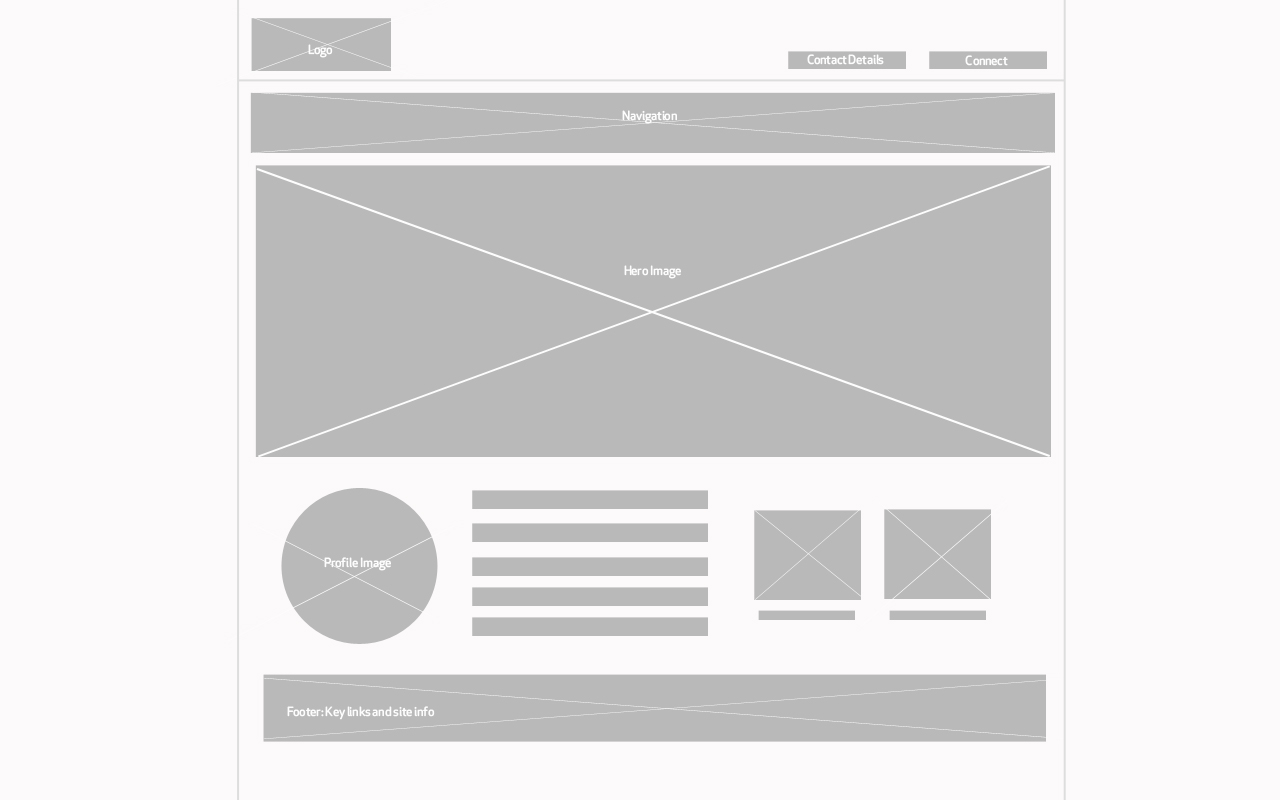 Logo
Contact Details
Connect
Navigation
Hero Image
Profile Image
Footer: Key links and site info